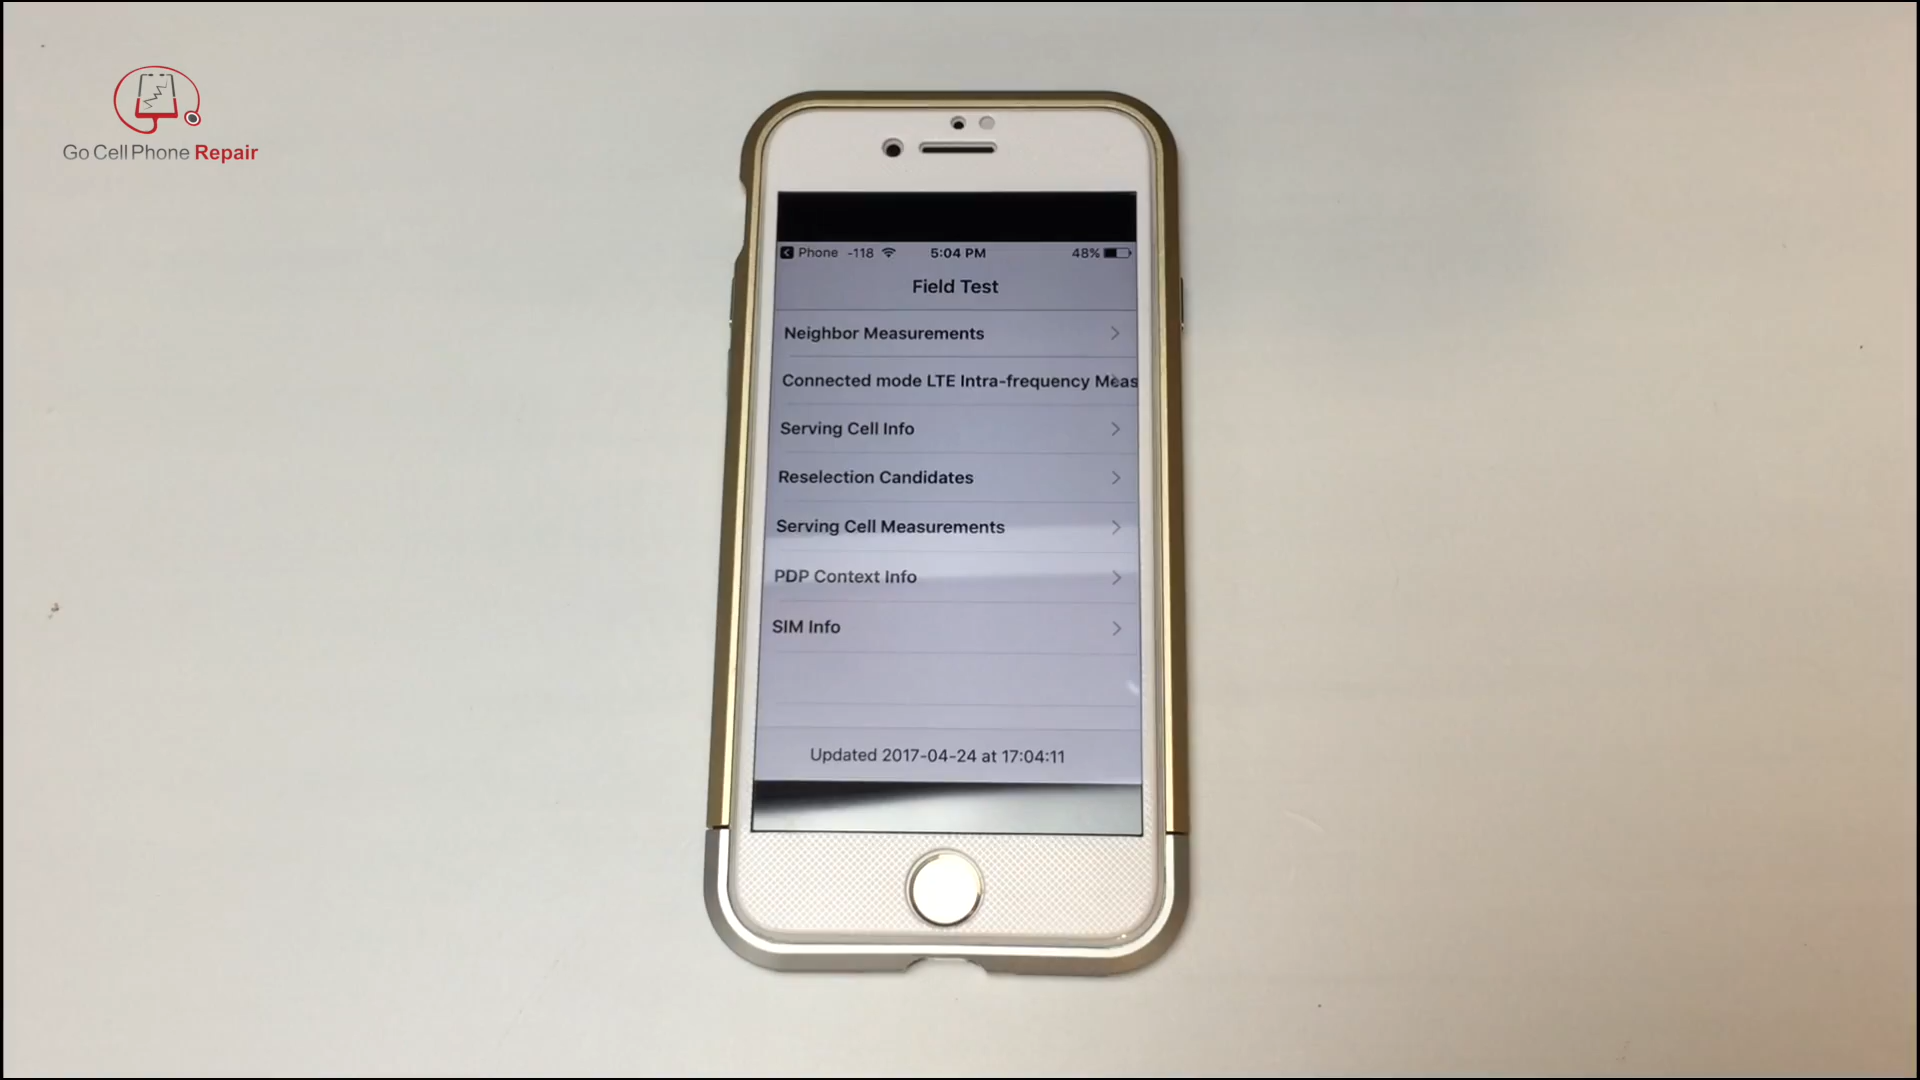 Go Cell Phone Repair
Phone -118 5:04 PM 48%
Field Test
Neighbor Measurements
Connected mode LTE Intra-frequency Meas
Serving Cell Info
Reselection Candidates
Serving Cell Measurements
PDP Context Info
SIM Info
Updated 2017-04-24 at 17:04:11